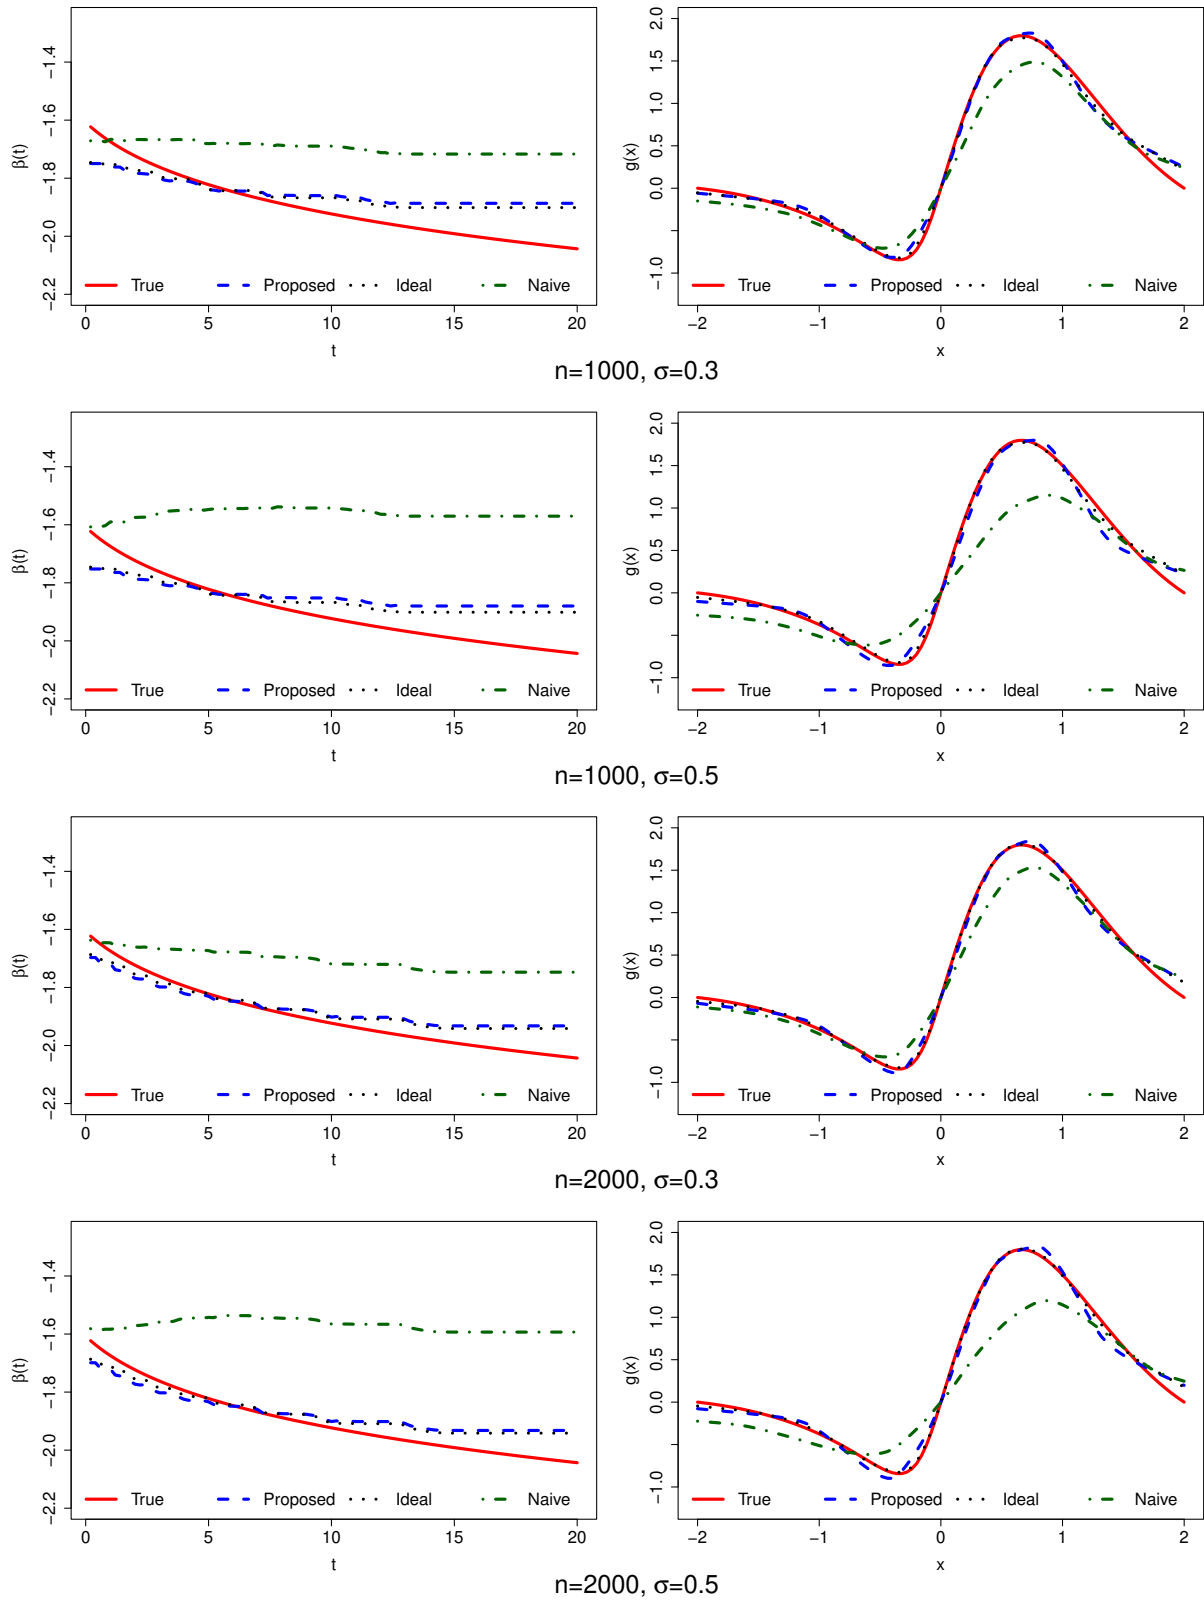 −1.4
−1.6
−1.8
−2.0
−2.2
β(t)
True
Proposed
Ideal
Naive
0
5
10
15
20
t
2.0
1.5
1.0
0.5
0.0
−1.0
g(x)
True
Proposed
Ideal
Naive
−2
−1
0
1
2
x
n=1000, σ=0.3
−1.4
−1.6
−1.8
−2.0
−2.2
β(t)
True
Proposed
Ideal
Naive
0
5
10
15
20
t
2.0
1.5
1.0
0.5
0.0
−1.0
g(x)
True
Proposed
Ideal
Naive
−2
−1
0
1
2
x
n=1000, σ=0.5
−1.4
−1.6
−1.8
−2.0
−2.2
β(t)
True
Proposed
Ideal
Naive
0
5
10
15
20
t
2.0
1.5
1.0
0.5
0.0
−1.0
g(x)
True
Proposed
Ideal
Naive
−2
−1
0
1
2
x
n=2000, σ=0.3
−1.4
−1.6
−1.8
−2.0
−2.2
β(t)
True
Proposed
Ideal
Naive
0
5
10
15
20
t
2.0
1.5
1.0
0.5
0.0
−1.0
g(x)
True
Proposed
Ideal
Naive
−2
−1
0
1
2
x
n=2000, σ=0.5